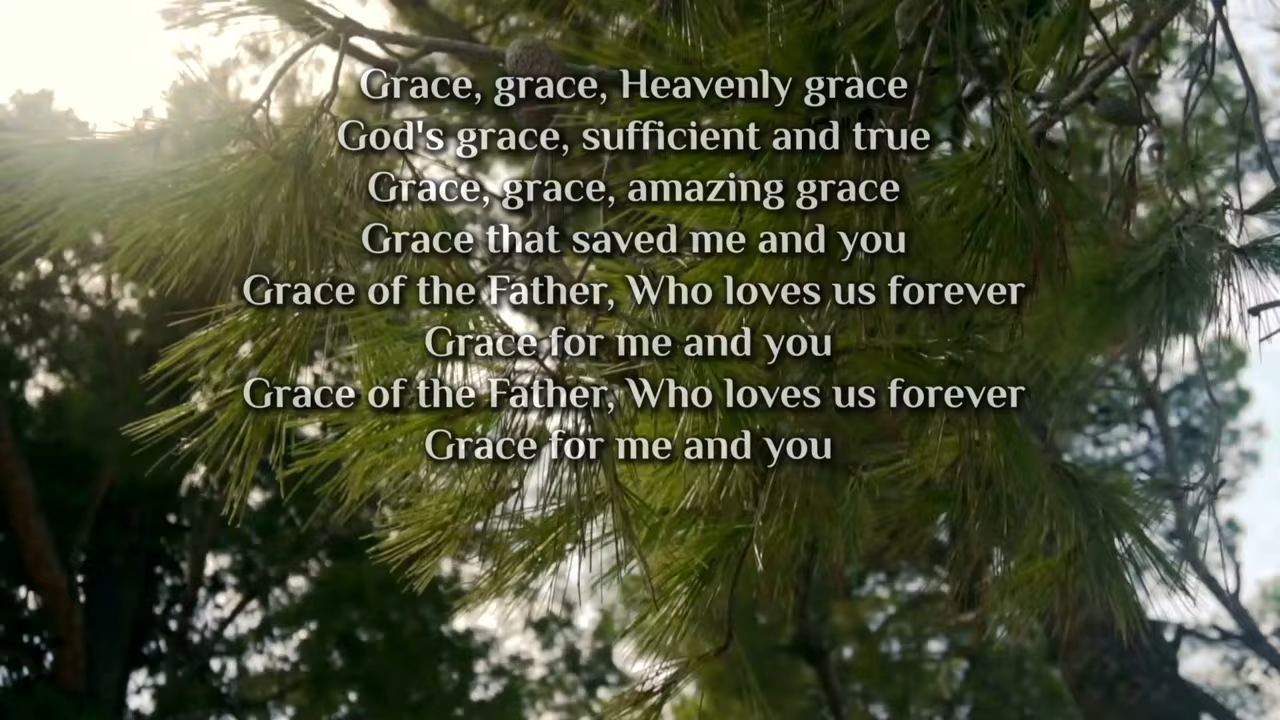 Grace, grace, Heavenly grace
God's grace, sufficient and true
Grace, grace, amazing grace
Grace that saved me and you
Grace of the Father, Who loves us forever
Grace for me and you
Grace of the Father, Who loves us forever
Grace for me and you